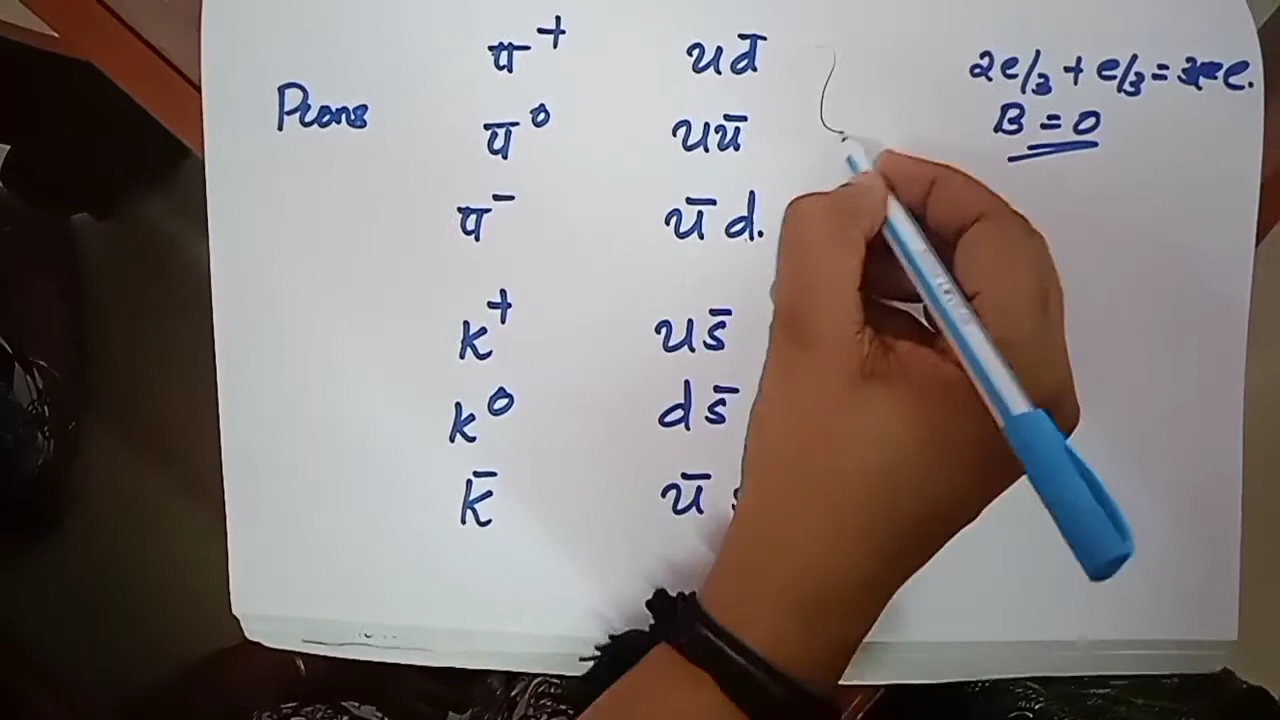 π⁺ ud̄ 2e/3 + e/3 = e.
Pions π⁰ uū B = 0
π⁻ ūd.
K⁺ us̄
K⁰ ds̄
K̄ ū